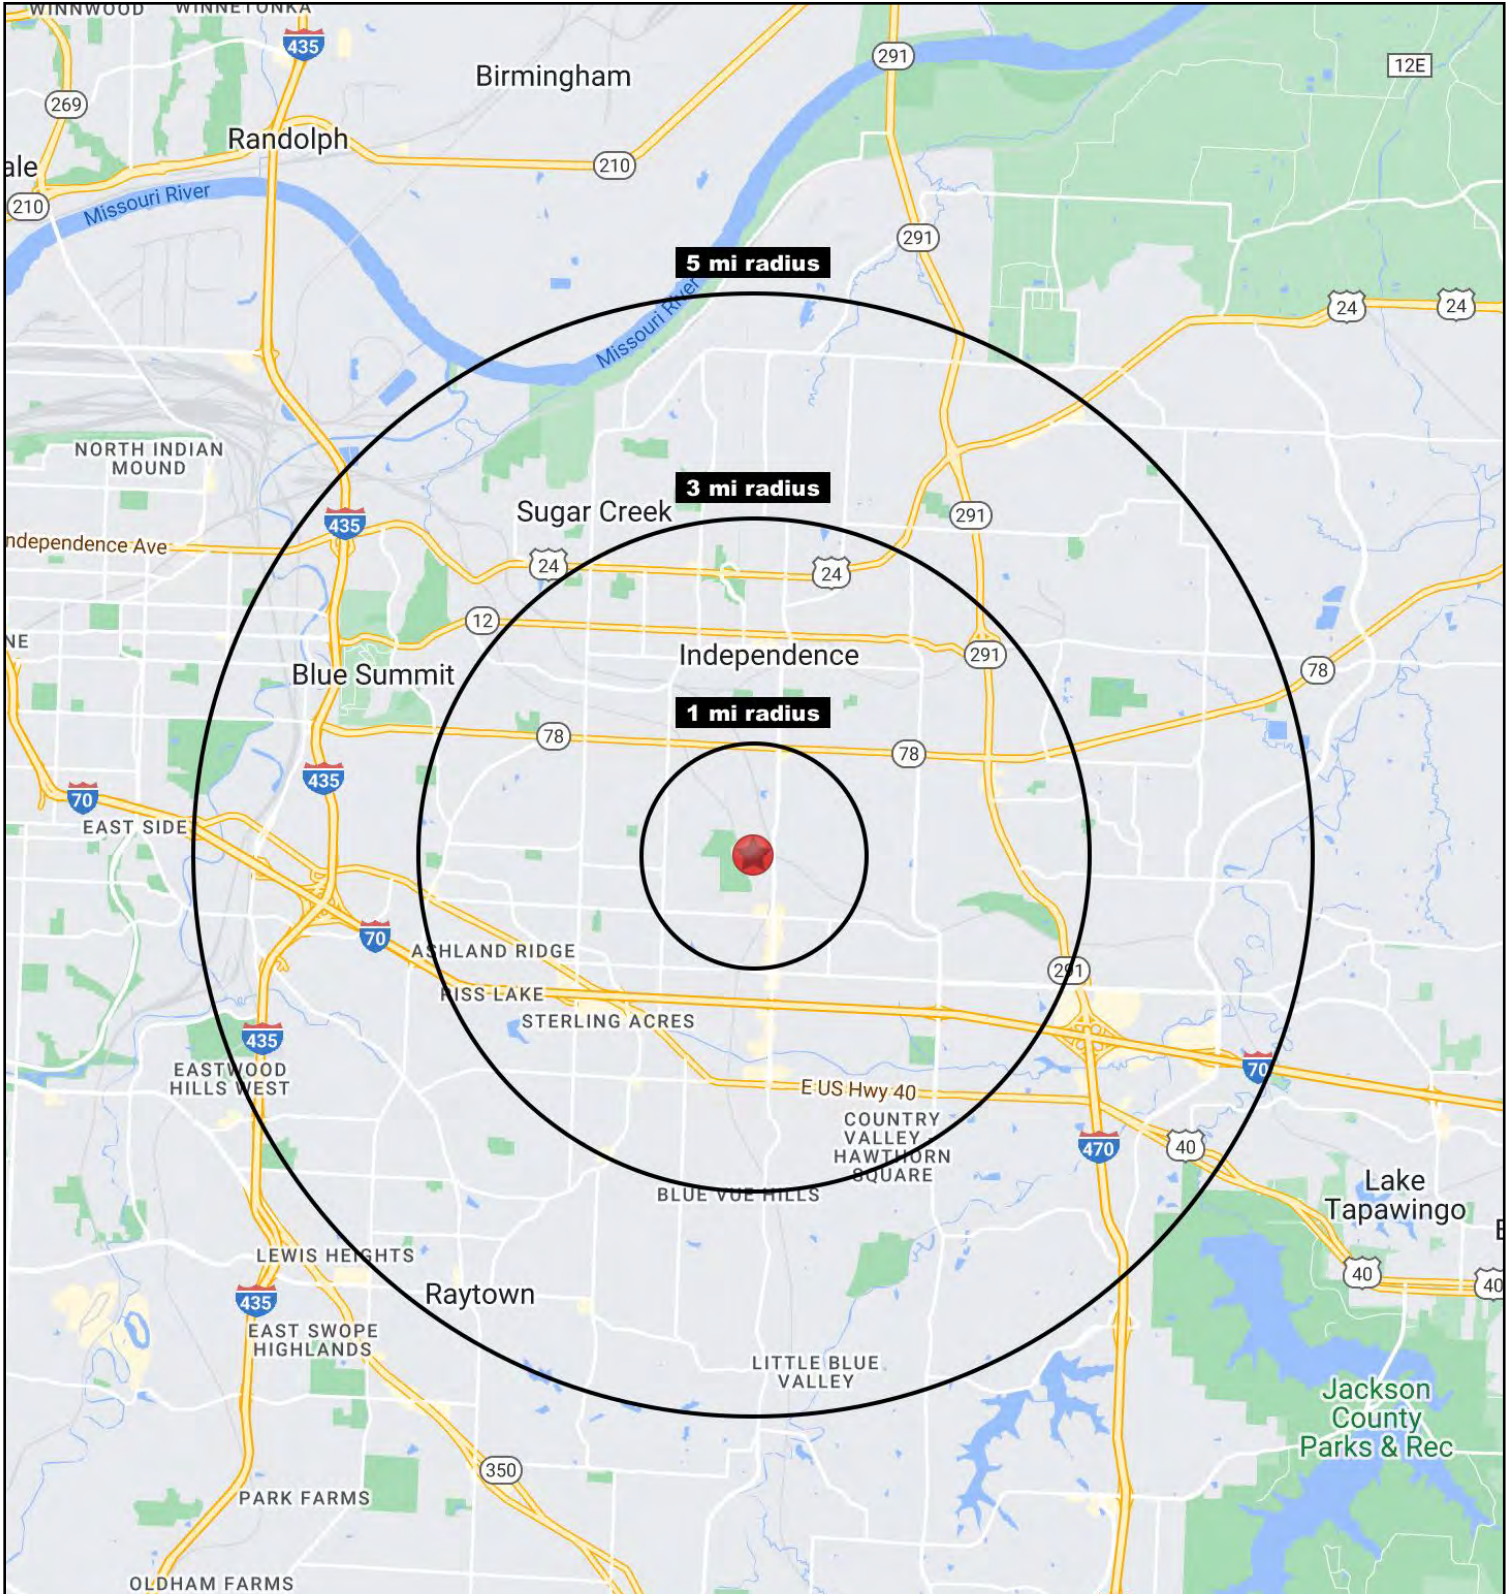 WINNWOOD
WINNETONKA
435
291
12E
Birmingham
269
Randolph
ale
210
210
Missouri River
291
5 mi radius
Missouri River
24
24
NORTH INDIAN
MOUND
3 mi radius
Sugar Creek
291
435
ndependence Ave
24
24
12
NE
Independence
291
Blue Summit
78
1 mi radius
78
78
435
70
EAST SIDE
70
ASHLAND RIDGE
291
RISS LAKE
STERLING ACRES
435
EASTWOOD
HILLS WEST
70
E US Hwy 40
COUNTRY
VALLEY -
HAWTHORN
SQUARE
470
40
BLUE VUE HILLS
Lake
Tapawingo
E
LEWIS HEIGHTS
40
40
Raytown
435
EAST SWOPE
HIGHLANDS
LITTLE BLUE
VALLEY
Jackson
County
Parks & Rec
350
PARK FARMS
OLDHAM FARMS